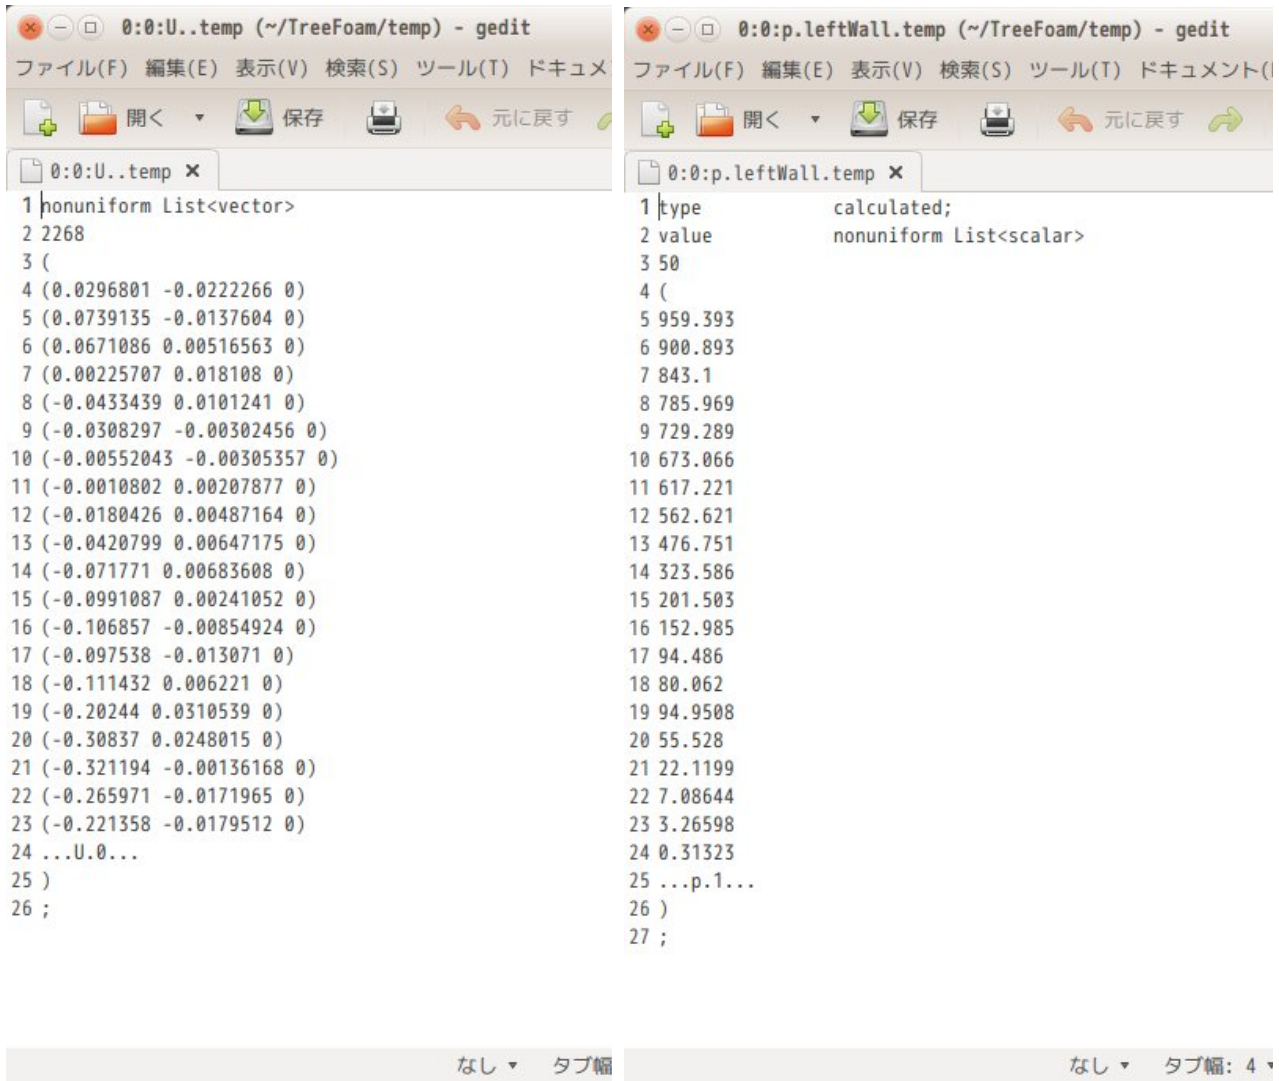 0:0:U..temp (~/TreeFoam/temp) - gedit
ファイル(F) 編集(E) 表示(V) 検索(S) ツール(T) ドキュメ
開く 保存 元に戻す
0:0:U..temp
1 nonuniform List<vector>
2 2268
3 (
4 (0.0296801 -0.0222266 0)
5 (0.0739135 -0.0137604 0)
6 (0.0671086 0.00516563 0)
7 (0.00225707 0.018108 0)
8 (-0.0433439 0.0101241 0)
9 (-0.0308297 -0.00302456 0)
10 (-0.00552043 -0.00305357 0)
11 (-0.0010802 0.00207877 0)
12 (-0.0180426 0.00487164 0)
13 (-0.0420799 0.00647175 0)
14 (-0.071771 0.00683608 0)
15 (-0.0991087 0.00241052 0)
16 (-0.106857 -0.00854924 0)
17 (-0.097538 -0.013071 0)
18 (-0.111432 0.006221 0)
19 (-0.20244 0.0310539 0)
20 (-0.30837 0.0248015 0)
21 (-0.321194 -0.00136168 0)
22 (-0.265971 -0.0171965 0)
23 (-0.221358 -0.0179512 0)
24 ...U.0...
25 )
26 ;
なし タブ幅
0:0:p.leftWall.temp (~/TreeFoam/temp) - gedit
ファイル(F) 編集(E) 表示(V) 検索(S) ツール(T) ドキュメント(
開く 保存 元に戻す
0:0:p.leftWall.temp
1 type calculated;
2 value nonuniform List<scalar>
3 50
4 (
5 959.393
6 900.893
7 843.1
8 785.969
9 729.289
10 673.066
11 617.221
12 562.621
13 476.751
14 323.586
15 201.503
16 152.985
17 94.486
18 80.062
19 94.9508
20 55.528
21 22.1199
22 7.08644
23 3.26598
24 0.31323
25 ...p.1...
26 )
27 ;
なし タブ幅: 4